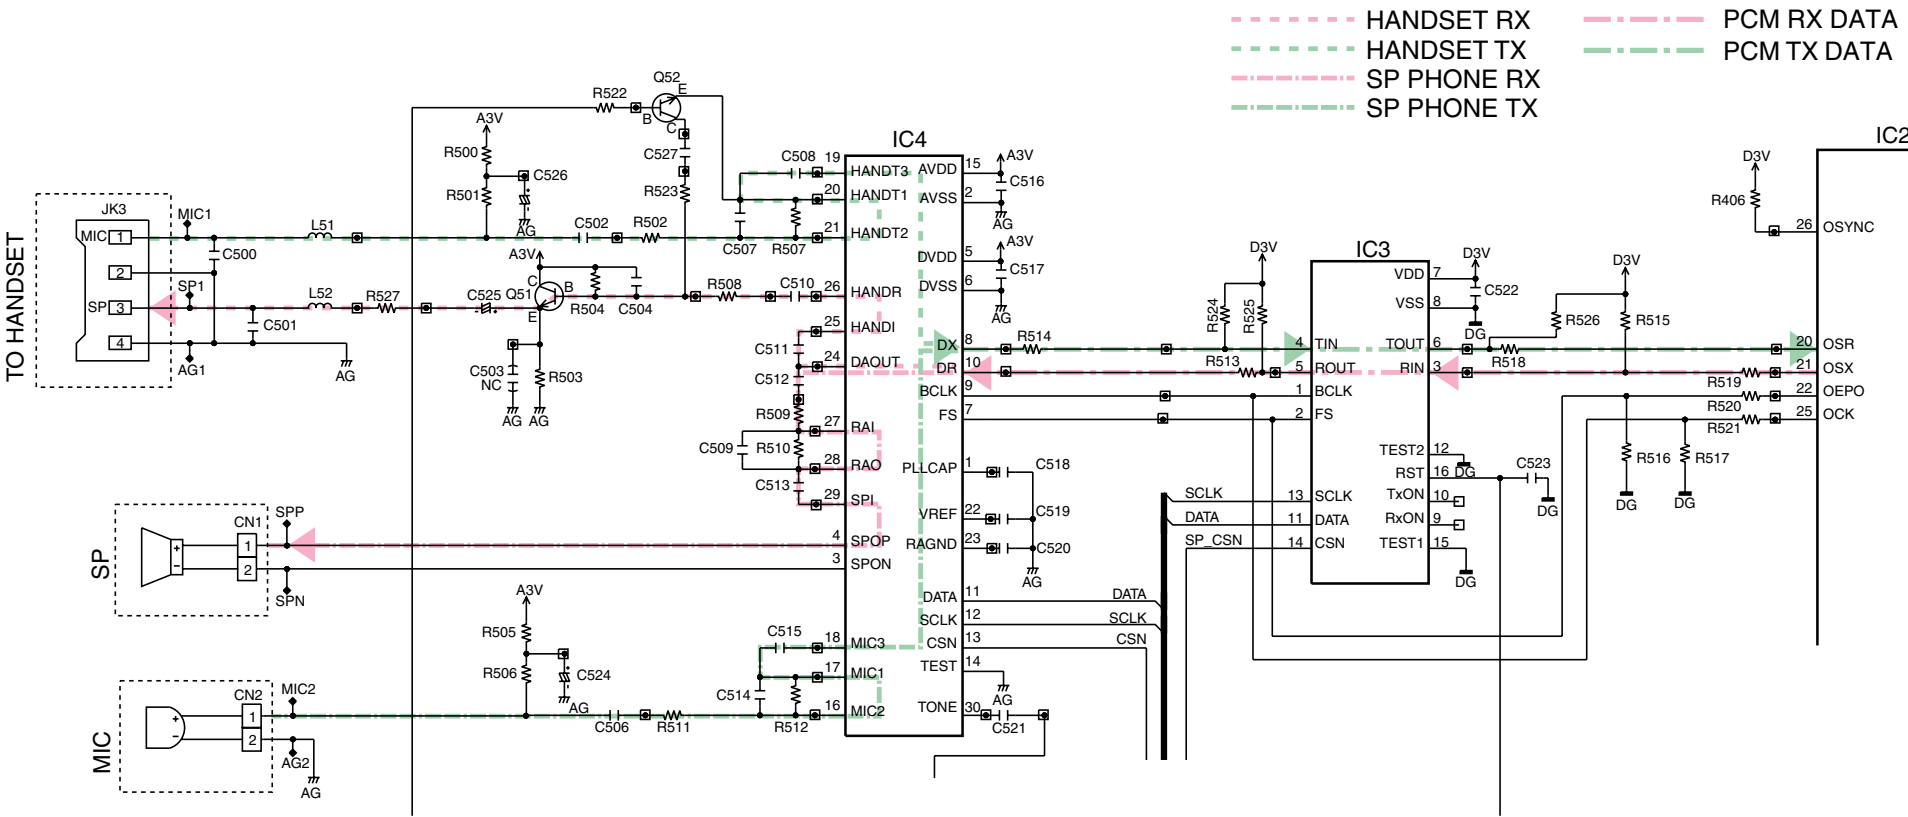 HANDSET RX
HANDSET TX
SP PHONE RX
SP PHONE TX
PCM RX DATA
PCM TX DATA
TO HANDSET
JK3
MIC 1
2
SP 3
4
MIC1
SP1
AG1
C500
C501
L51
L52
R527
AG
R522
Q52
E
B
C
A3V
R500
R501
C526
AG
C527
R523
C502
R502
A3V
C
B
Q51
E
C525
R504
C504
C503
NC
AG
R503
AG
R508
C510
C508
C507
R507
C511
C512
R509
C509
R510
C513
IC4
19 HANDT3
20 HANDT1
21 HANDT2
26 HANDR
25 HANDI
24 DAOUT
27 RAI
28 RAO
29 SPI
4 SPOP
3 SPON
18 MIC3
17 MIC1
16 MIC2
AVDD 15
AVSS 2
DVDD 5
DVSS 6
DX 8
DR 10
BCLK 9
FS 7
PLLCAP 1
VREF 22
RAGND 23
DATA 11
SCLK 12
CSN 13
TEST 14
TONE 30
A3V
C516
AG
A3V
C517
AG
R514
C518
C519
C520
AG
DATA
SCLK
CSN
AG
C521
SP
CN1
1
2
SPP
SPN
MIC
CN2
1
2
MIC2
AG2
AG
A3V
R505
R506
C524
AG
C506
R511
C514
C515
R512
D3V
R524
R525
R513
IC3
4 TIN
5 ROUT
1 BCLK
2 FS
13 SCLK
11 DATA
14 CSN
SCLK
DATA
SP_CSN
VDD 7
VSS 8
TOUT 6
RIN 3
TEST2 12
RST 16
TxON 10
RxON 9
TEST1 15
D3V
C522
DG
DG
C523
DG
DG
R526
D3V
R515
R518
R519
R520
R521
R516
DG
R517
DG
D3V
R406
IC2
26 OSYNC
20 OSR
21 OSX
22 OEPO
25 OCK